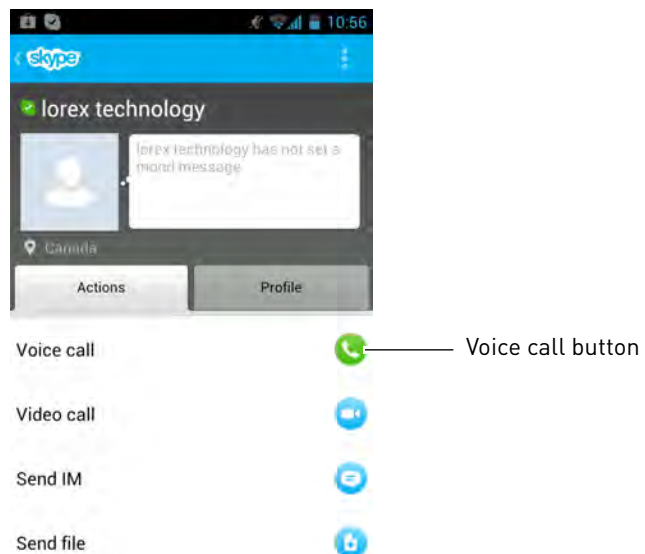 10:56
skype
lorex technology
lorex technology has not set a
mood message
Canada
Actions Profile
Voice call
Voice call button
Video call
Send IM
Send file